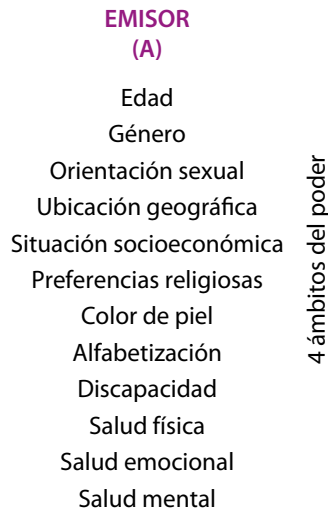 EMISOR
(A)
Edad
Género
Orientación sexual
Ubicación geográfica
Situación socioeconómica
Preferencias religiosas
Color de piel
Alfabetización
Discapacidad
Salud física
Salud emocional
Salud mental
4 ámbitos del poder